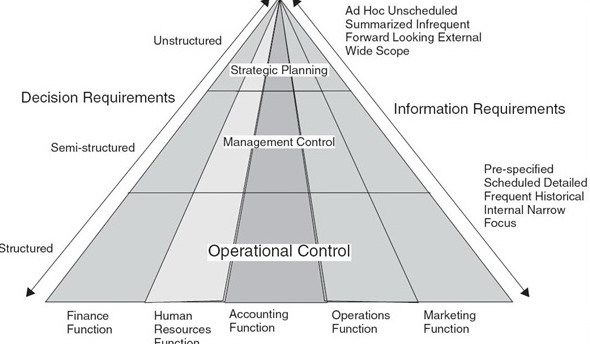 Ad Hoc Unscheduled
Summarized Infrequent
Forward Looking External
Wide Scope
Unstructured
Strategic Planning
Decision Requirements
Information Requirements
Management Control
Semi-structured
Pre-specified
Scheduled Detailed
Frequent Historical
Internal Narrow
Focus
Structured
Operational Control
Finance
Function
Human
Resources
Function
Accounting
Function
Operations
Function
Marketing
Function